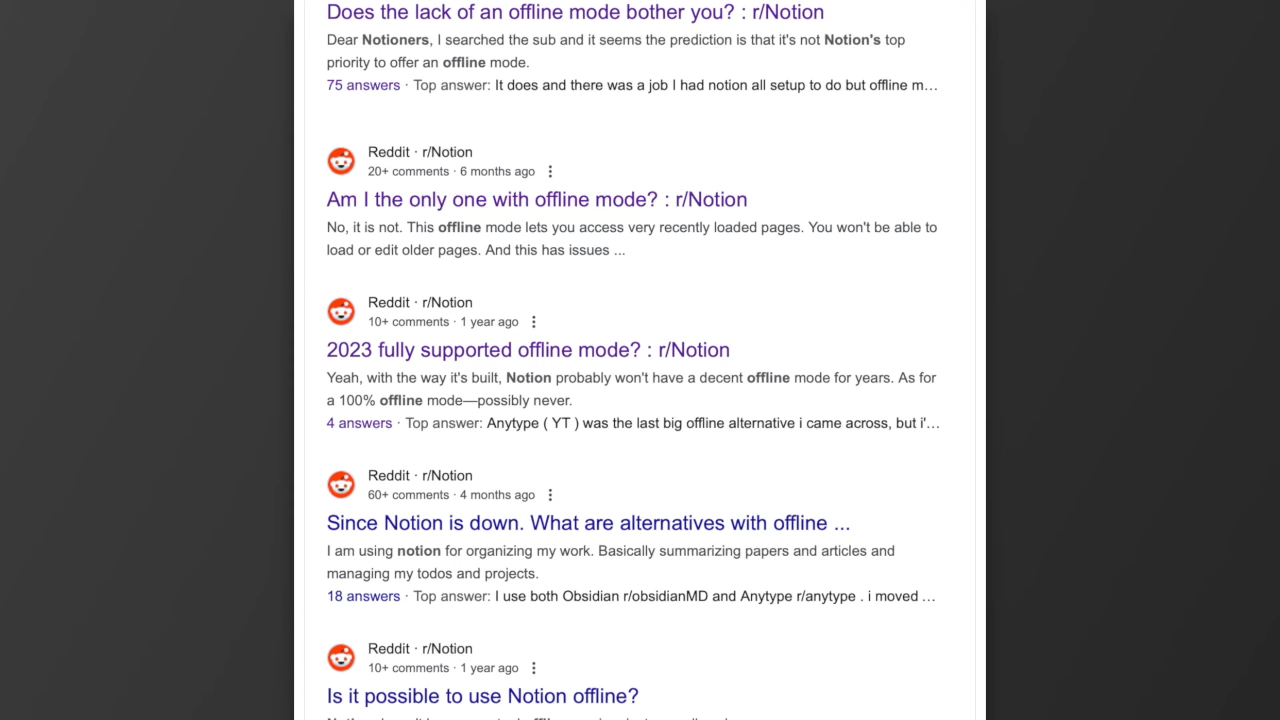 Does the lack of an offline mode bother you? : r/Notion
Dear Notioners, I searched the sub and it seems the prediction is that it's not Notion's top
priority to offer an offline mode.
75 answers · Top answer: It does and there was a job I had notion all setup to do but offline m…
Reddit · r/Notion
20+ comments · 6 months ago
Am I the only one with offline mode? : r/Notion
No, it is not. This offline mode lets you access very recently loaded pages. You won't be able to
load or edit older pages. And this has issues ...
Reddit · r/Notion
10+ comments · 1 year ago
2023 fully supported offline mode? : r/Notion
Yeah, with the way it's built, Notion probably won't have a decent offline mode for years. As for
a 100% offline mode—possibly never.
4 answers · Top answer: Anytype ( YT ) was the last big offline alternative i came across, but i'…
Reddit · r/Notion
60+ comments · 4 months ago
Since Notion is down. What are alternatives with offline ...
I am using notion for organizing my work. Basically summarizing papers and articles and
managing my todos and projects.
18 answers · Top answer: I use both Obsidian r/obsidianMD and Anytype r/anytype . i moved …
Reddit · r/Notion
10+ comments · 1 year ago
Is it possible to use Notion offline?